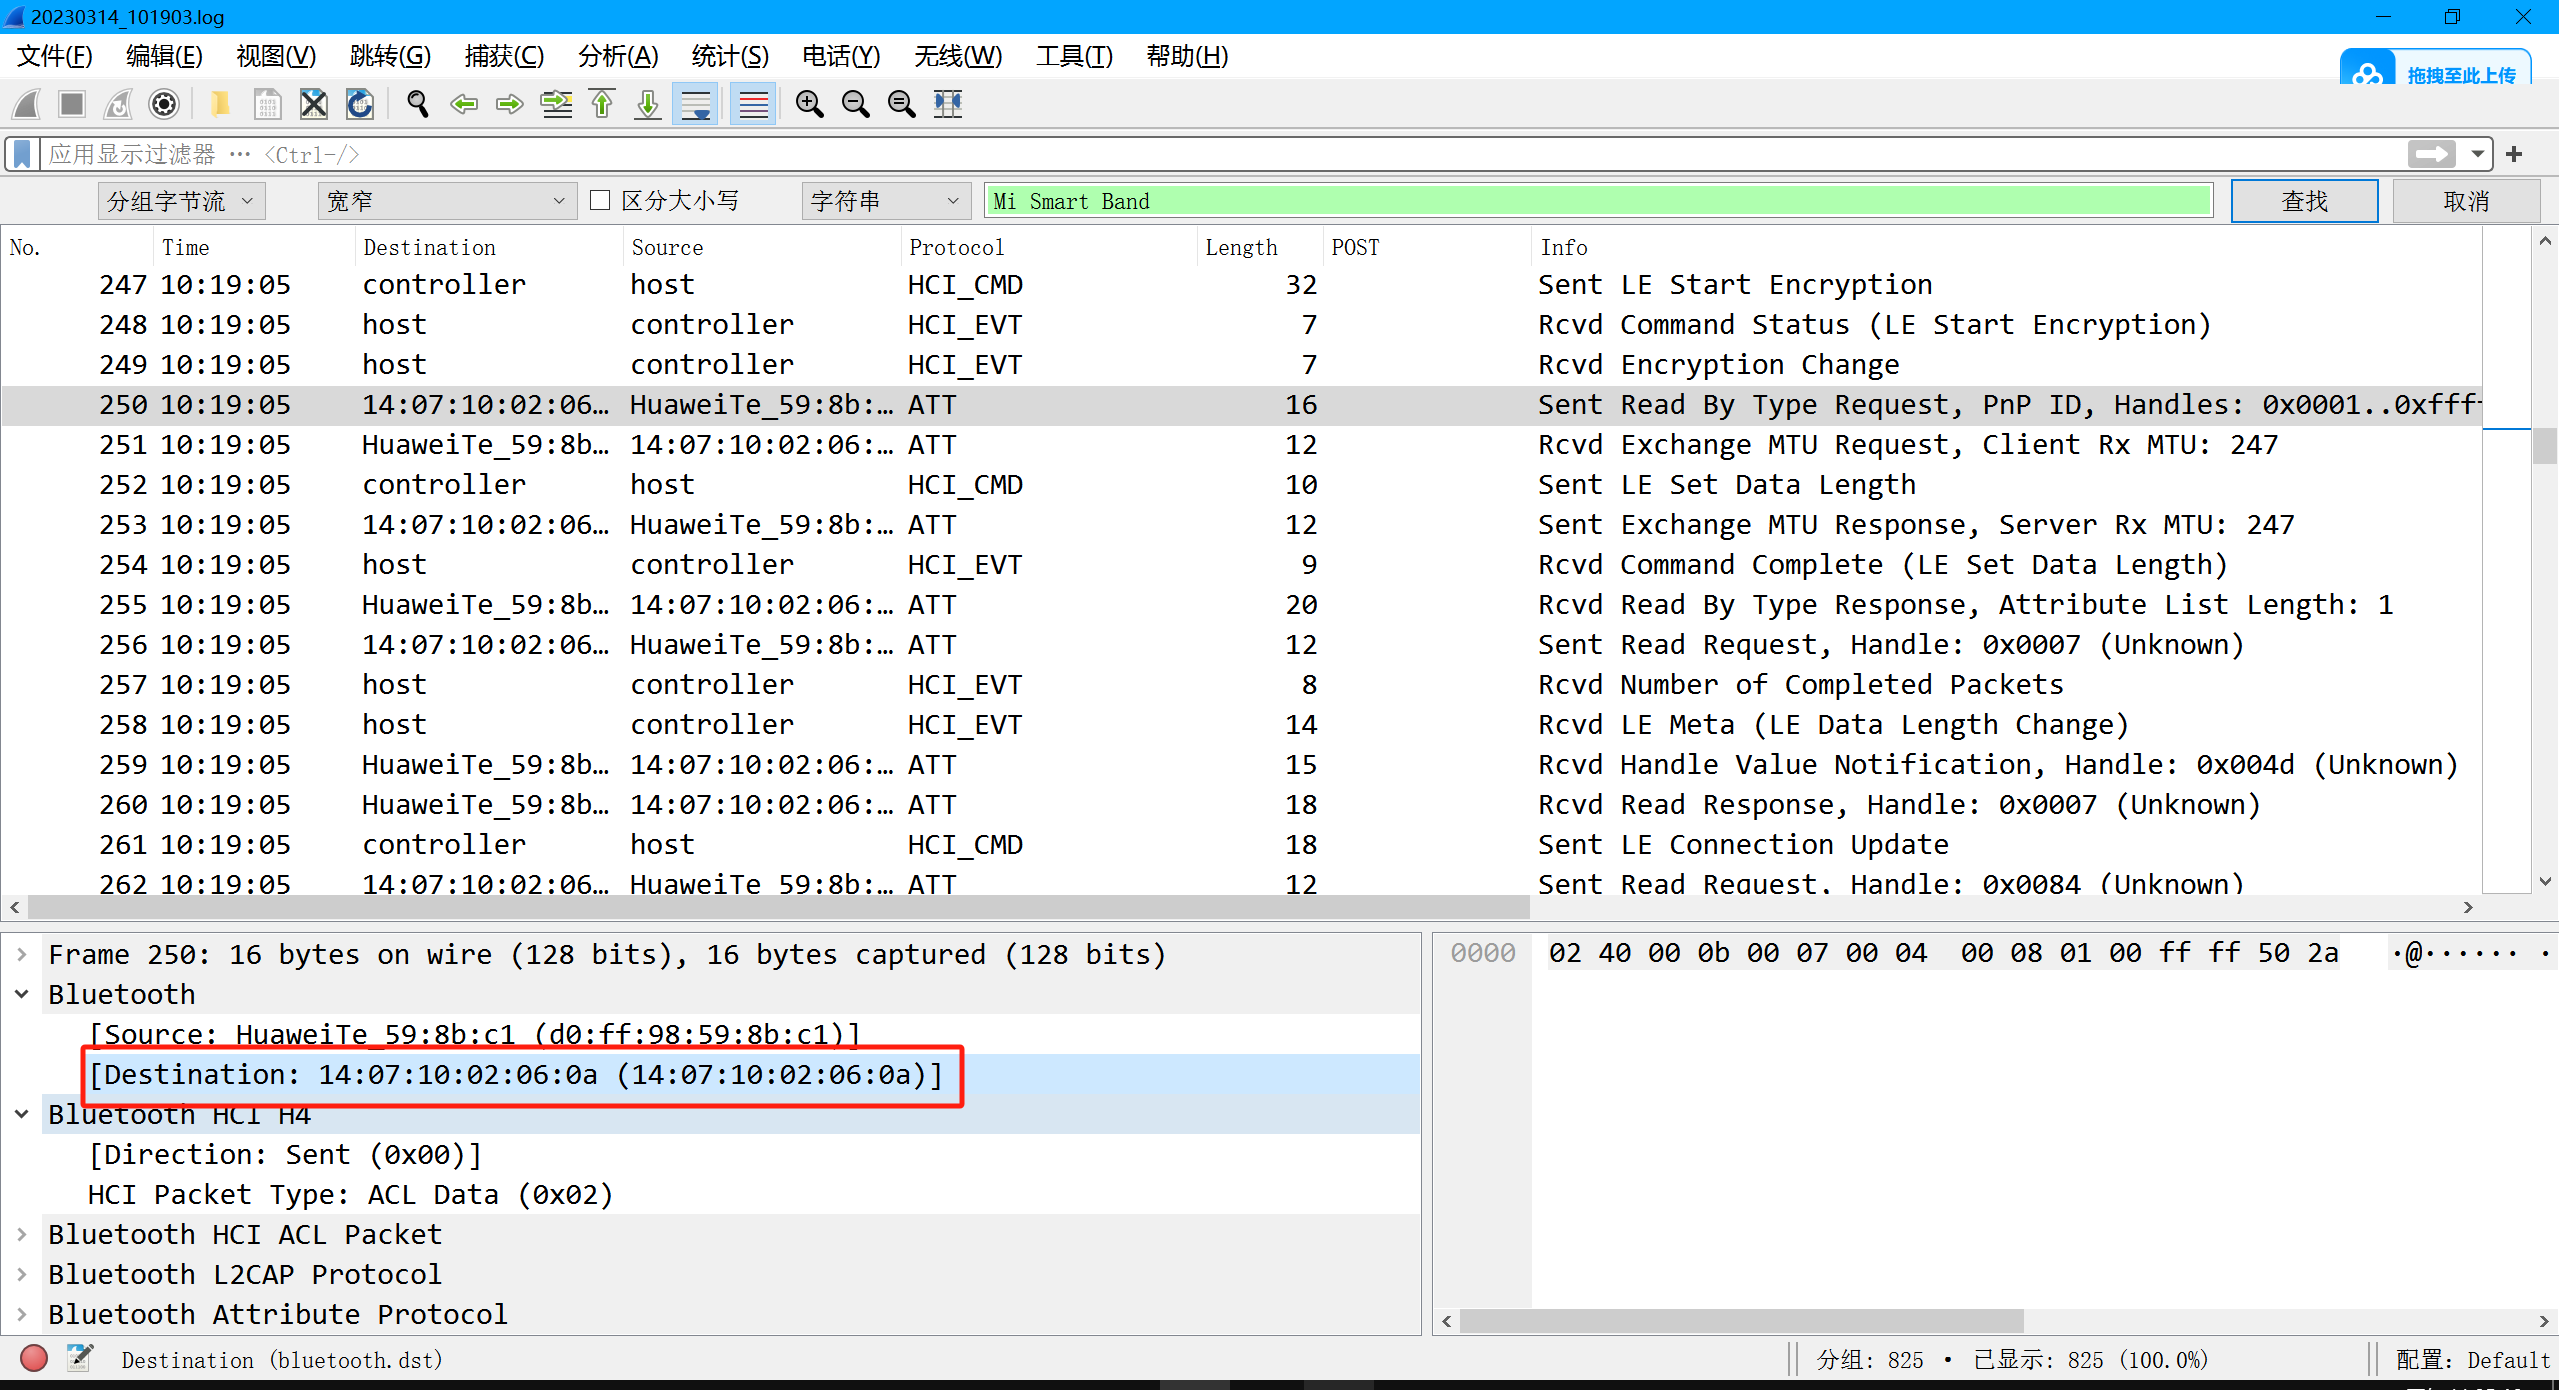 20230314_101903.log
文件(F) 编辑(E) 视图(V) 跳转(G) 捕获(C) 分析(A) 统计(S) 电话(Y) 无线(W) 工具(T) 帮助(H)
拖拽至此上传
应用显示过滤器 … <Ctrl-/>
分组字节流 宽窄 区分大小写 字符串 Mi Smart Band 查找 取消
No. Time Destination Source Protocol Length POST Info
247 10:19:05 controller host HCI_CMD 32 Sent LE Start Encryption
248 10:19:05 host controller HCI_EVT 7 Rcvd Command Status (LE Start Encryption)
249 10:19:05 host controller HCI_EVT 7 Rcvd Encryption Change
250 10:19:05 14:07:10:02:06… HuaweiTe_59:8b:… ATT 16 Sent Read By Type Request, PnP ID, Handles: 0x0001..0xfff
251 10:19:05 HuaweiTe_59:8b… 14:07:10:02:06:… ATT 12 Rcvd Exchange MTU Request, Client Rx MTU: 247
252 10:19:05 controller host HCI_CMD 10 Sent LE Set Data Length
253 10:19:05 14:07:10:02:06… HuaweiTe_59:8b:… ATT 12 Sent Exchange MTU Response, Server Rx MTU: 247
254 10:19:05 host controller HCI_EVT 9 Rcvd Command Complete (LE Set Data Length)
255 10:19:05 HuaweiTe_59:8b… 14:07:10:02:06:… ATT 20 Rcvd Read By Type Response, Attribute List Length: 1
256 10:19:05 14:07:10:02:06… HuaweiTe_59:8b:… ATT 12 Sent Read Request, Handle: 0x0007 (Unknown)
257 10:19:05 host controller HCI_EVT 8 Rcvd Number of Completed Packets
258 10:19:05 host controller HCI_EVT 14 Rcvd LE Meta (LE Data Length Change)
259 10:19:05 HuaweiTe_59:8b… 14:07:10:02:06:… ATT 15 Rcvd Handle Value Notification, Handle: 0x004d (Unknown)
260 10:19:05 HuaweiTe_59:8b… 14:07:10:02:06:… ATT 18 Rcvd Read Response, Handle: 0x0007 (Unknown)
261 10:19:05 controller host HCI_CMD 18 Sent LE Connection Update
262 10:19:05 14:07:10:02:06… HuaweiTe_59:8b:… ATT 12 Sent Read Request, Handle: 0x0084 (Unknown)
Frame 250: 16 bytes on wire (128 bits), 16 bytes captured (128 bits)
Bluetooth
[Source: HuaweiTe_59:8b:c1 (d0:ff:98:59:8b:c1)]
[Destination: 14:07:10:02:06:0a (14:07:10:02:06:0a)]
Bluetooth HCI H4
[Direction: Sent (0x00)]
HCI Packet Type: ACL Data (0x02)
Bluetooth HCI ACL Packet
Bluetooth L2CAP Protocol
Bluetooth Attribute Protocol
0000 02 40 00 0b 00 07 00 04 00 08 01 00 ff ff 50 2a ·@······ ·
Destination (bluetooth.dst) 分组: 825 · 已显示: 825 (100.0%) 配置: Default